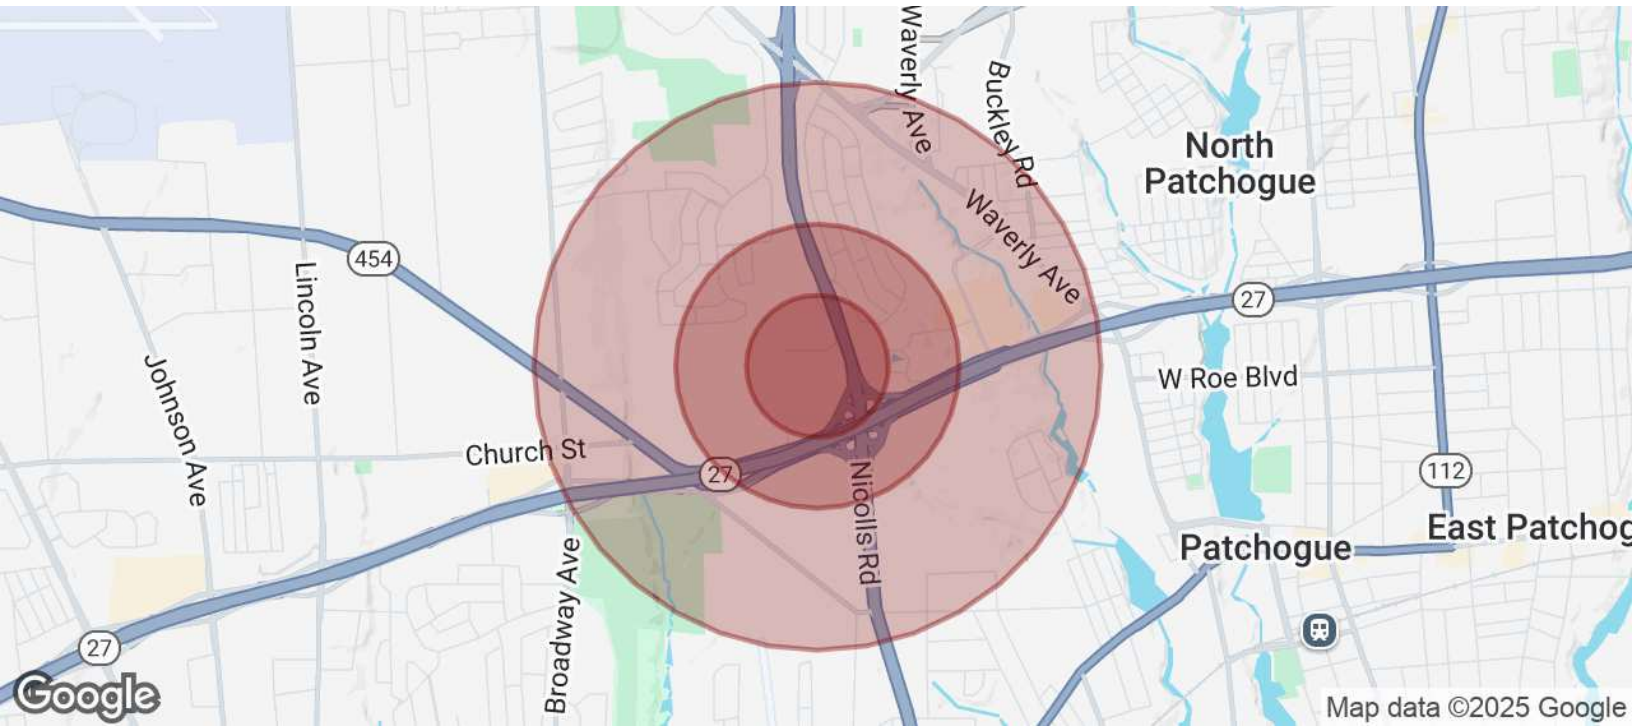 Waverly Ave
Buckley Rd
North
Patchogue
Waverly Ave
454
Lincoln Ave
27
Johnson Ave
W Roe Blvd
Church St
27
112
Nicolls Rd
East Patchog
Patchogue
Broadway Ave
27
Google
Map data ©2025 Google